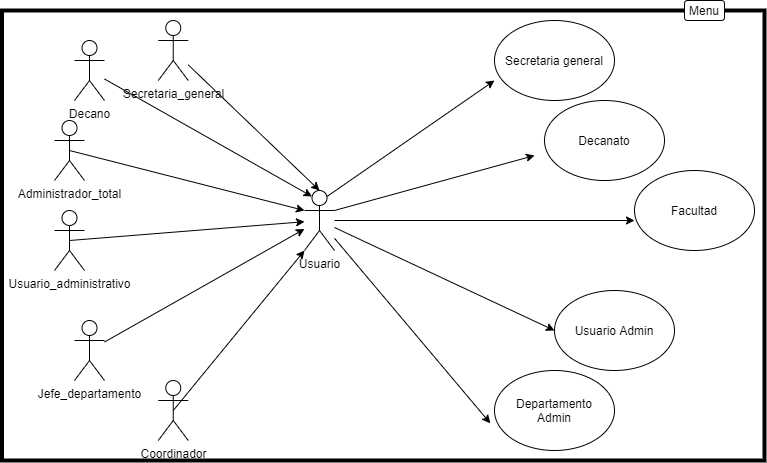 Menu
Secretaria_general
Decano
Administrador_total
Usuario_administrativo
Jefe_departamento
Coordinador
Usuario
Secretaria general
Decanato
Facultad
Usuario Admin
Departamento
Admin